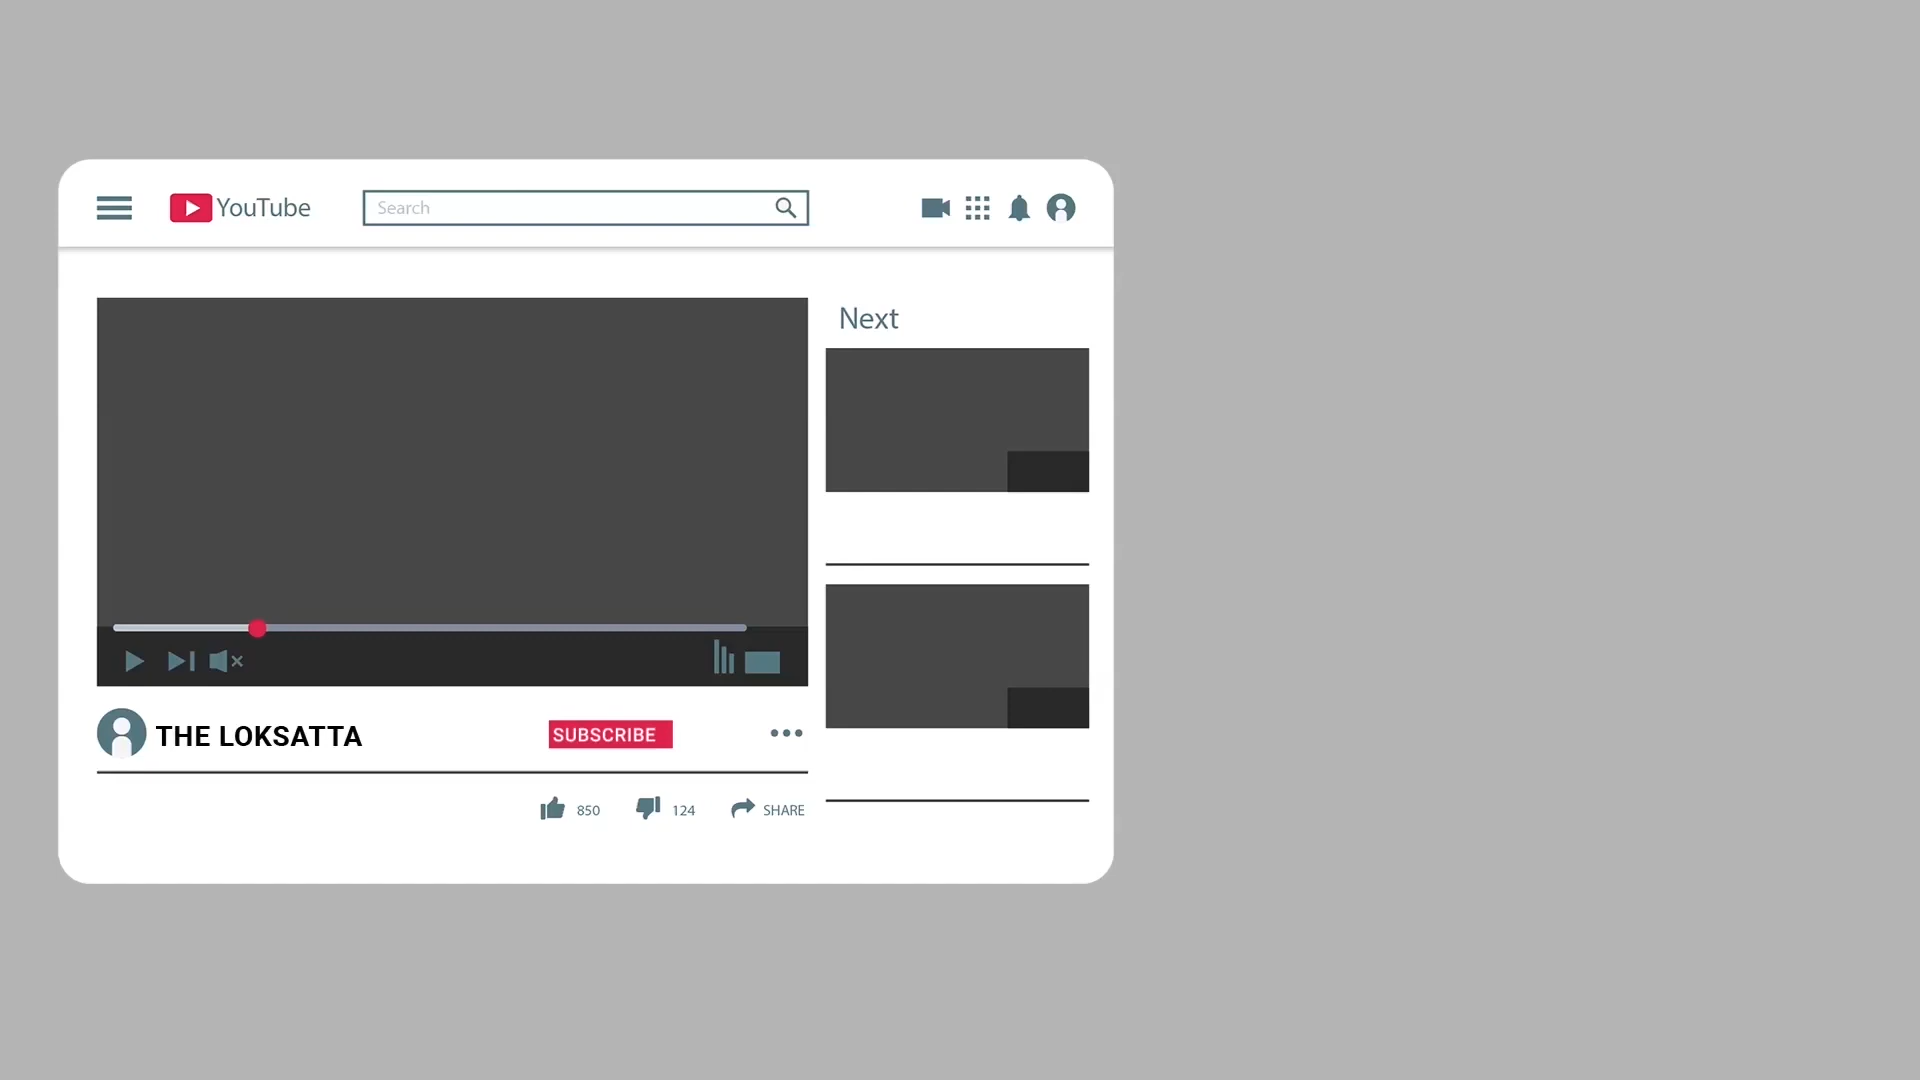 YouTube
Search
Next
THE LOKSATTA
SUBSCRIBE
850
124
SHARE